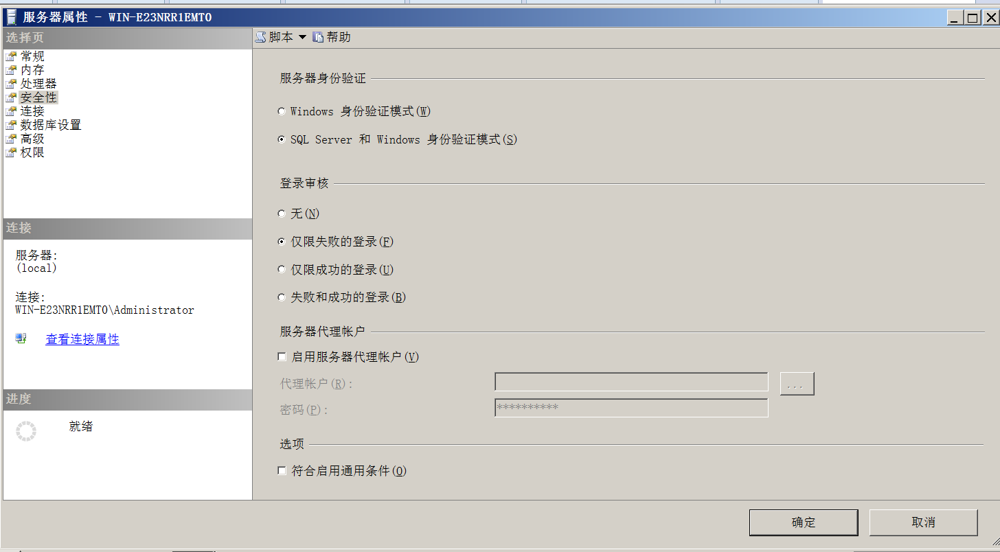 服务器属性 - WIN-E23NRR1EMT0
选择页
常规
内存
处理器
安全性
连接
数据库设置
高级
权限
连接
服务器:
(local)
连接:
WIN-E23NRR1EMT0\Administrator
查看连接属性
进度
就绪
脚本 帮助
服务器身份验证
Windows 身份验证模式(W)
SQL Server 和 Windows 身份验证模式(S)
登录审核
无(N)
仅限失败的登录(F)
仅限成功的登录(U)
失败和成功的登录(B)
服务器代理帐户
启用服务器代理帐户(V)
代理帐户(R):
...
密码(P):
**********
选项
符合启用通用条件(O)
确定
取消